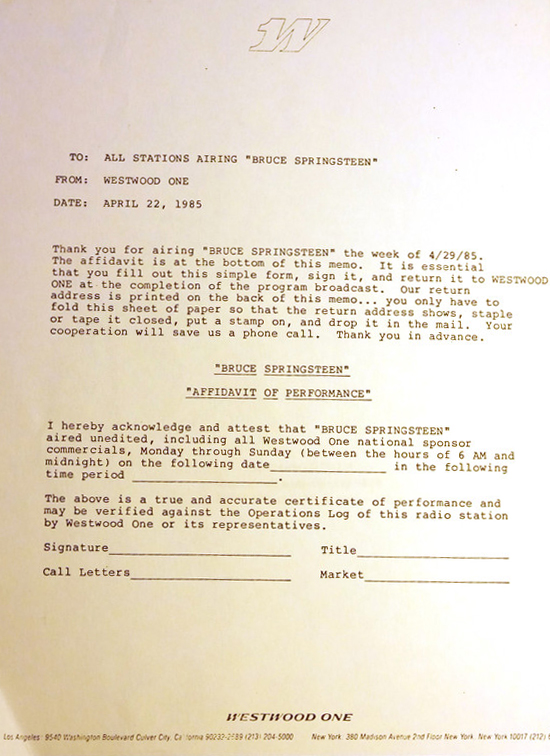 1W
TO: ALL STATIONS AIRING "BRUCE SPRINGSTEEN"
FROM: WESTWOOD ONE
DATE: APRIL 22, 1985
Thank you for airing "BRUCE SPRINGSTEEN" the week of 4/29/85.
The affidavit is at the bottom of this memo. It is essential
that you fill out this simple form, sign it, and return it to WESTWOOD
ONE at the completion of the program broadcast. Our return
address is printed on the back of this memo... you only have to
fold this sheet of paper so that the return address shows, staple
or tape it closed, put a stamp on, and drop it in the mail. Your
cooperation will save us a phone call. Thank you in advance.
"BRUCE SPRINGSTEEN"
"AFFIDAVIT OF PERFORMANCE"
I hereby acknowledge and attest that "BRUCE SPRINGSTEEN"
aired unedited, including all Westwood One national sponsor
commercials, Monday through Sunday (between the hours of 6 AM and
midnight) on the following date_______________ in the following
time period ___________________.
The above is a true and accurate certificate of performance and
may be verified against the Operations Log of this radio station
by Westwood One or its representatives.
Signature________________________ Title____________________
Call Letters_____________________ Market___________________
WESTWOOD ONE
Los Angeles: 9540 Washington Boulevard Culver City, California 90232-2689 (213) 204-5000 New York: 380 Madison Avenue 2nd Floor New York, New York 10017 (212)